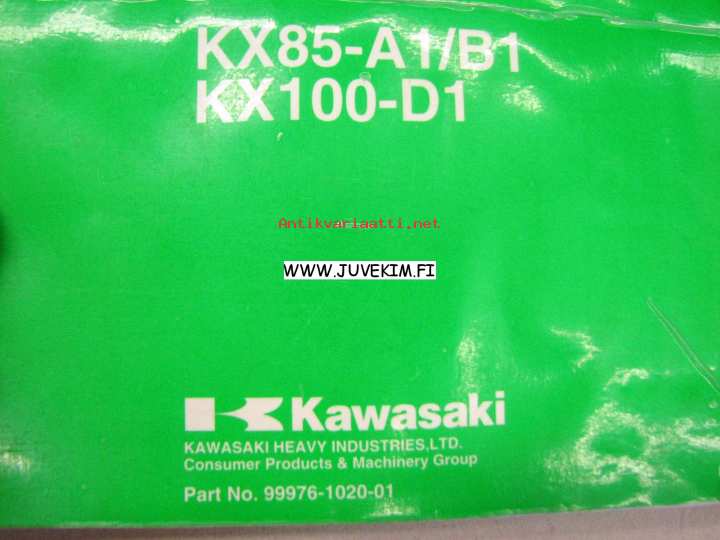 KX85-A1/B1
KX100-D1
Antikvariaatti.net
WWW.JUVEKIM.FI
Kawasaki
KAWASAKI HEAVY INDUSTRIES,LTD.
Consumer Products & Machinery Group
Part No. 99976-1020-01